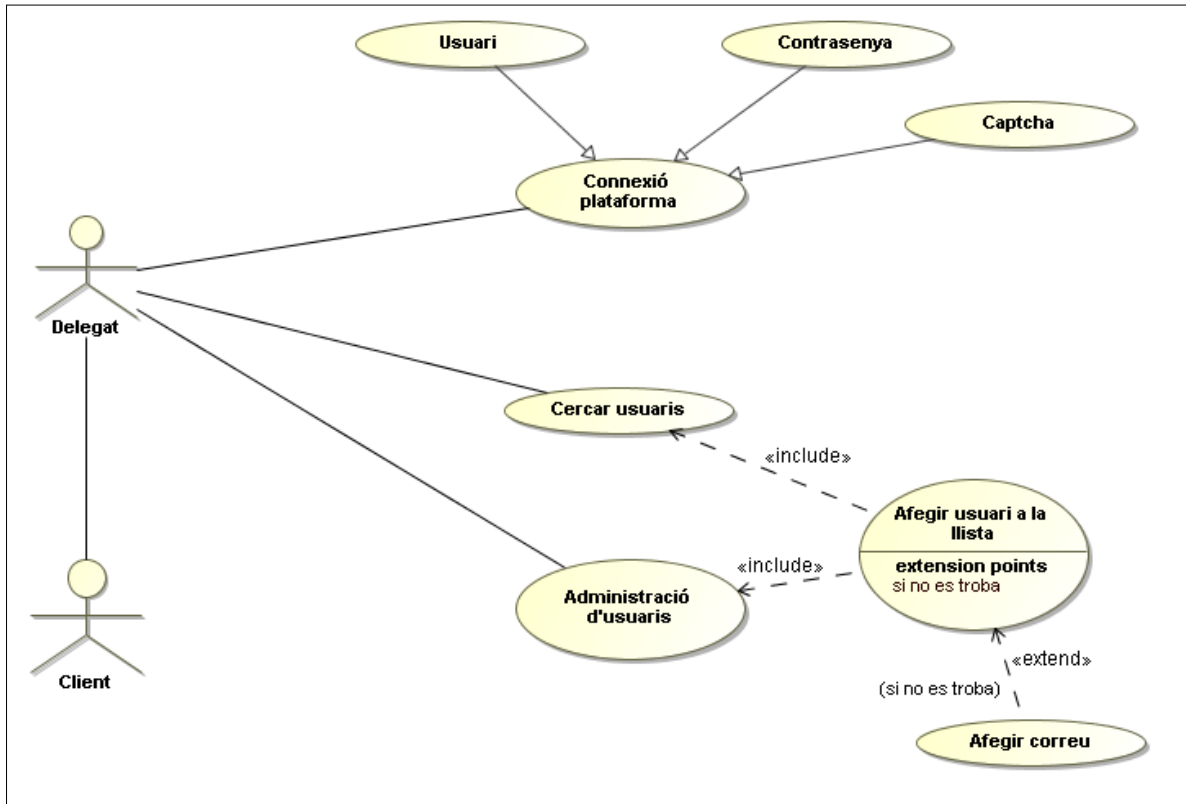 Usuari
Contrasenya
Captcha
Connexió
plataforma
Delegat
Cercar usuaris
«include»
Afegir usuari a la
llista
extension points
si no es troba
«include»
Administració
d'usuaris
Client
«extend»
(si no es troba)
Afegir correu